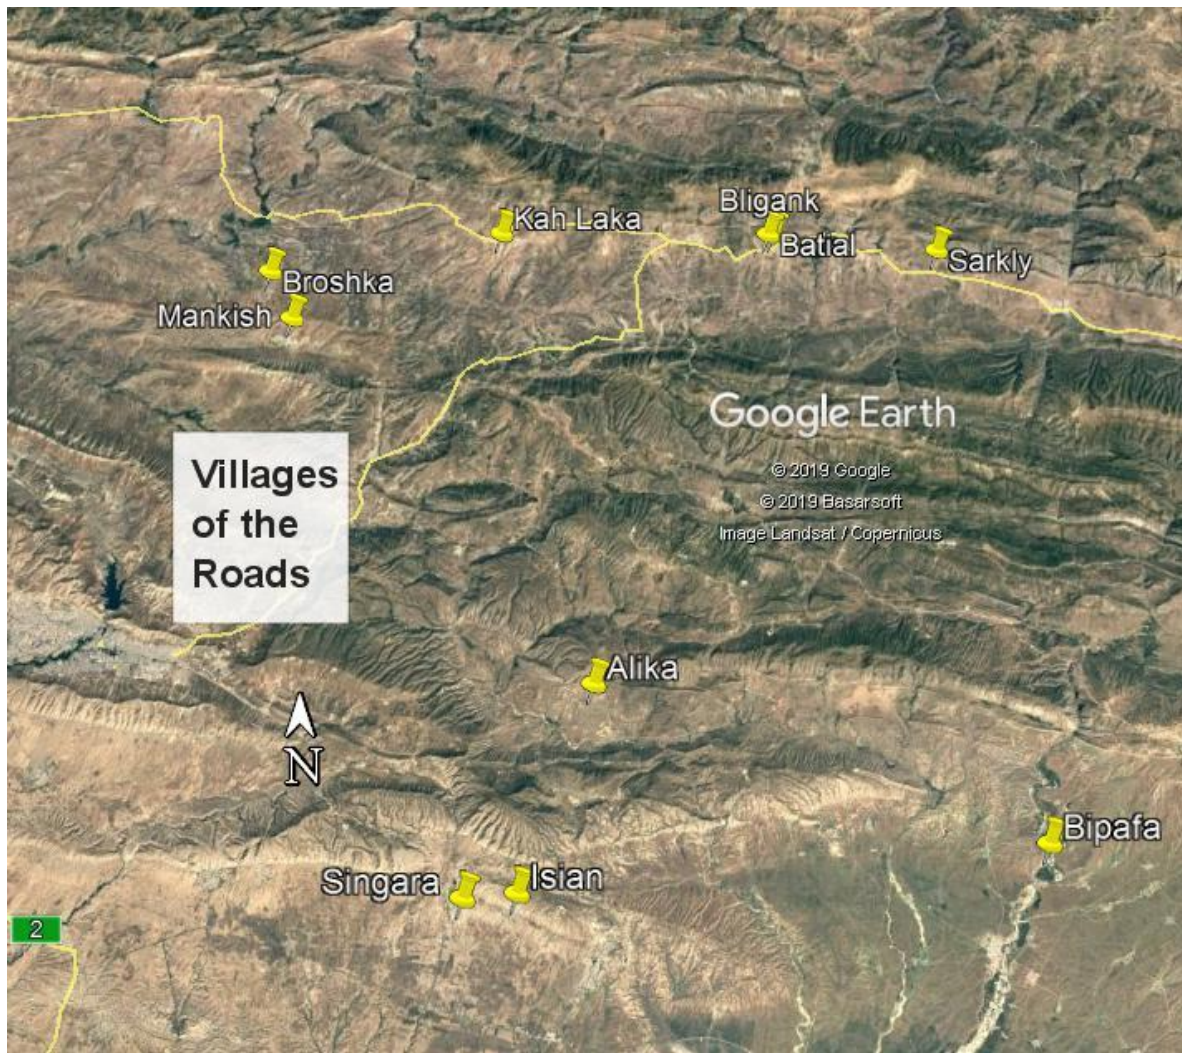 Bligank
Kah Laka
Batial
Sarkly
Broshka
Mankish
Google Earth
Villages
of the
Roads
© 2019 Google
© 2019 Basarsoft
Image Landsat / Copernicus
Alika
N
Bipafa
Singara
Isian
2